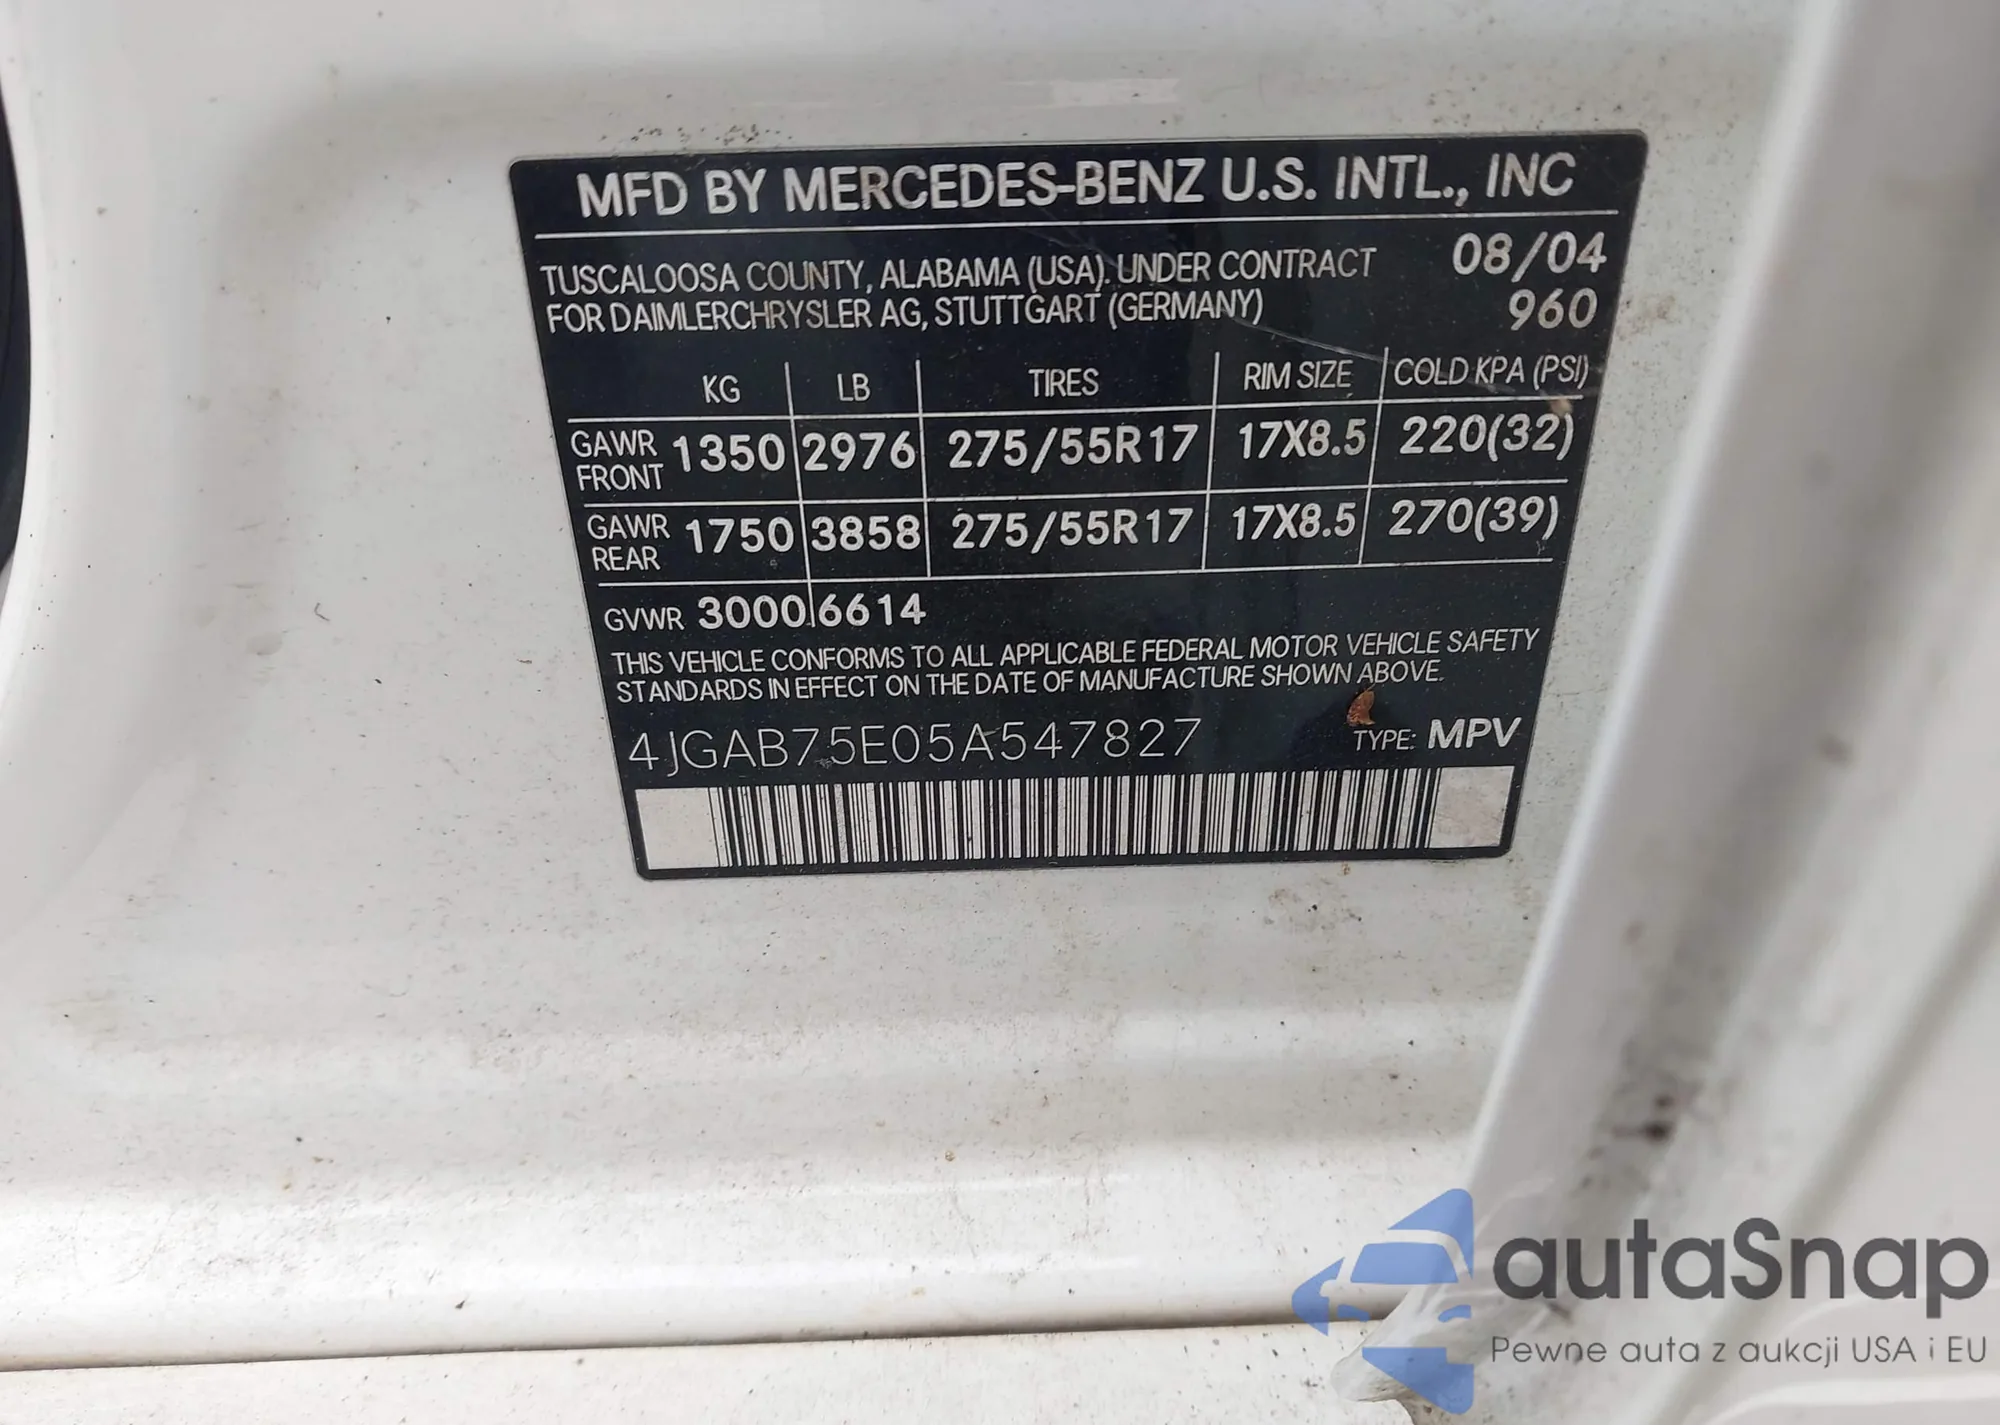 MFD BY MERCEDES-BENZ U.S. INTL., INC
TUSCALOOSA COUNTY, ALABAMA (USA). UNDER CONTRACT 08/04
FOR DAIMLERCHRYSLER AG, STUTTGART (GERMANY) 960
KG LB TIRES RIM SIZE COLD KPA (PSI)
GAWR FRONT 1350 2976 275/55R17 17X8.5 220(32)
GAWR REAR 1750 3858 275/55R17 17X8.5 270(39)
GVWR 3000 6614
THIS VEHICLE CONFORMS TO ALL APPLICABLE FEDERAL MOTOR VEHICLE SAFETY
STANDARDS IN EFFECT ON THE DATE OF MANUFACTURE SHOWN ABOVE.
4JGAB75E05A547827 TYPE: MPV
autaSnap
Pewne auta z aukcji USA i EU